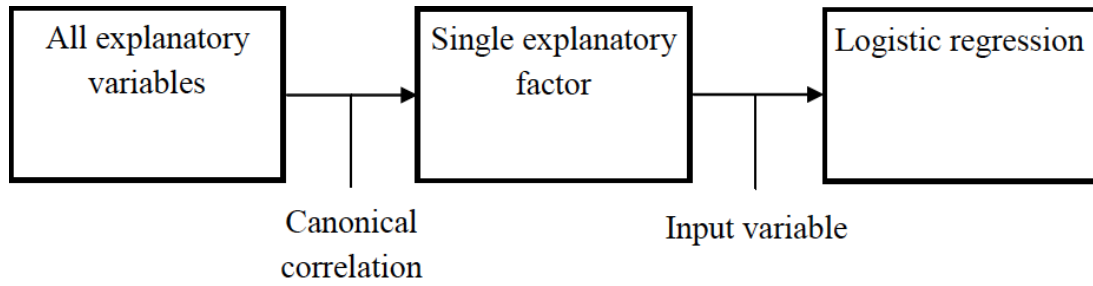 All explanatory
variables
Single explanatory
factor
Logistic regression
Canonical
correlation
Input variable